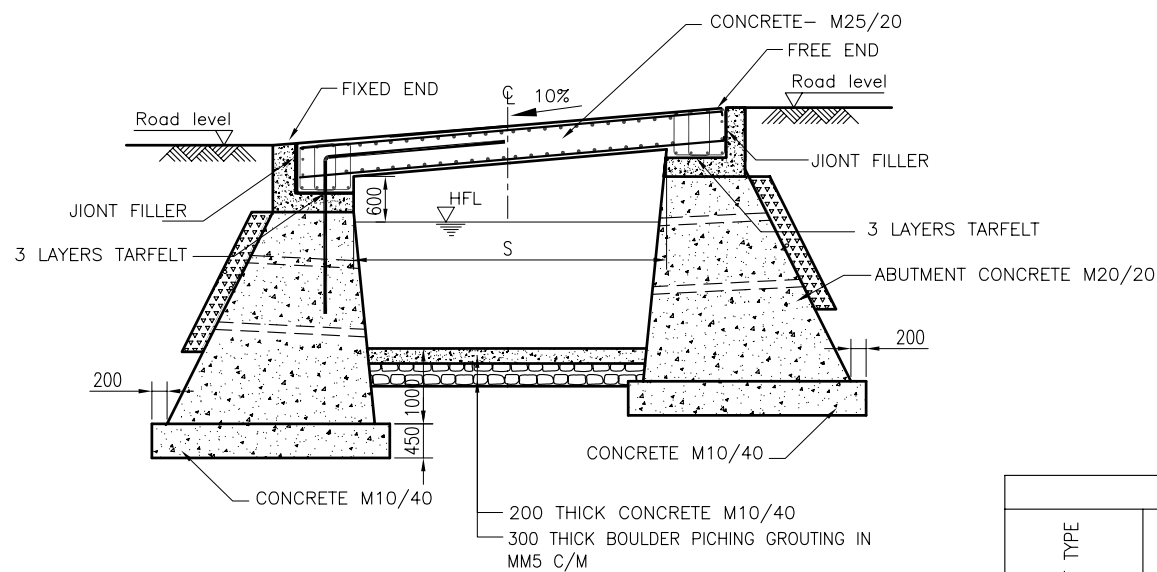 CONCRETE- M25/20
FREE END
Road level
FIXED END
℄ 10%
Road level
JIONT FILLER
JIONT FILLER
600
HFL
3 LAYERS TARFELT
3 LAYERS TARFELT
S
ABUTMENT CONCRETE M20/20
200
200
1000
450
CONCRETE M10/40
CONCRETE M10/40
200 THICK CONCRETE M10/40
300 THICK BOULDER PICHING GROUTING IN
MM5 C/M
TYPE